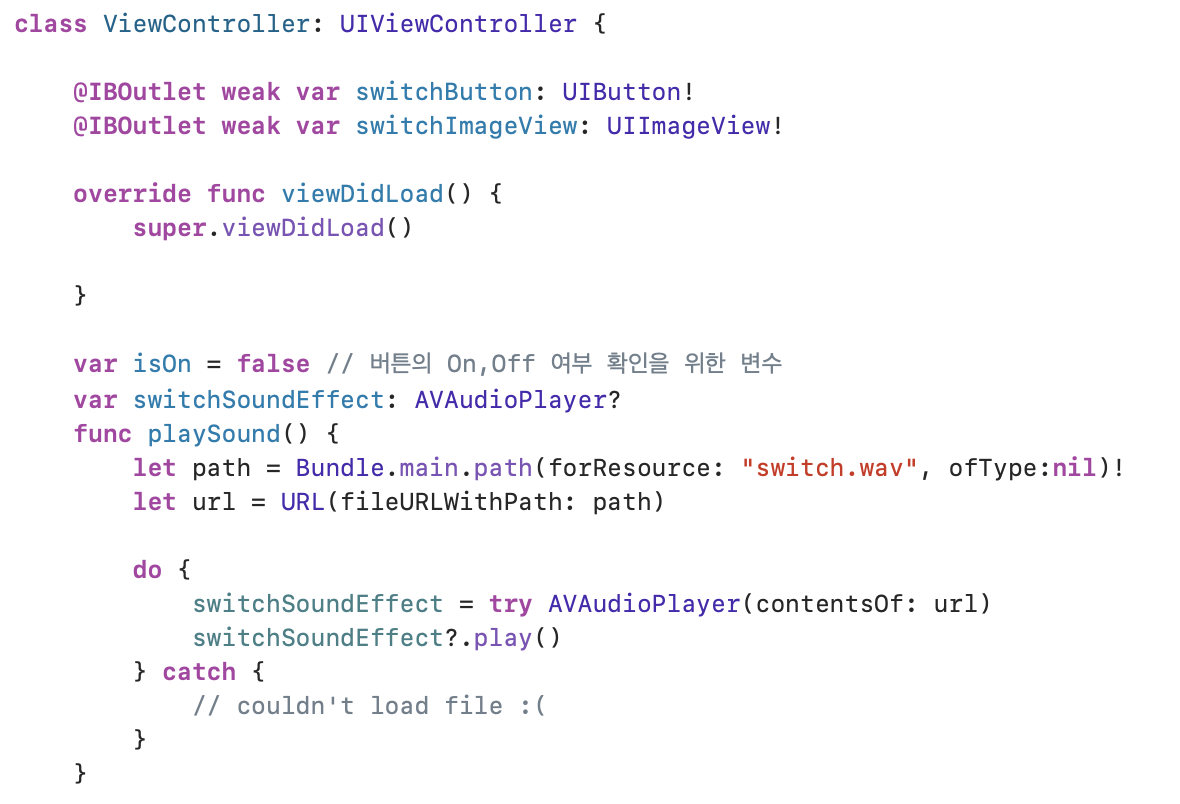 class ViewController: UIViewController {
@IBOutlet weak var switchButton: UIButton!
@IBOutlet weak var switchImageView: UIImageView!
override func viewDidLoad() {
super.viewDidLoad()
}
var isOn = false // 버튼의 On,Off 여부 확인을 위한 변수
var switchSoundEffect: AVAudioPlayer?
func playSound() {
let path = Bundle.main.path(forResource: "switch.wav", ofType:nil)!
let url = URL(fileURLWithPath: path)
do {
switchSoundEffect = try AVAudioPlayer(contentsOf: url)
switchSoundEffect?.play()
} catch {
// couldn't load file :(
}
}